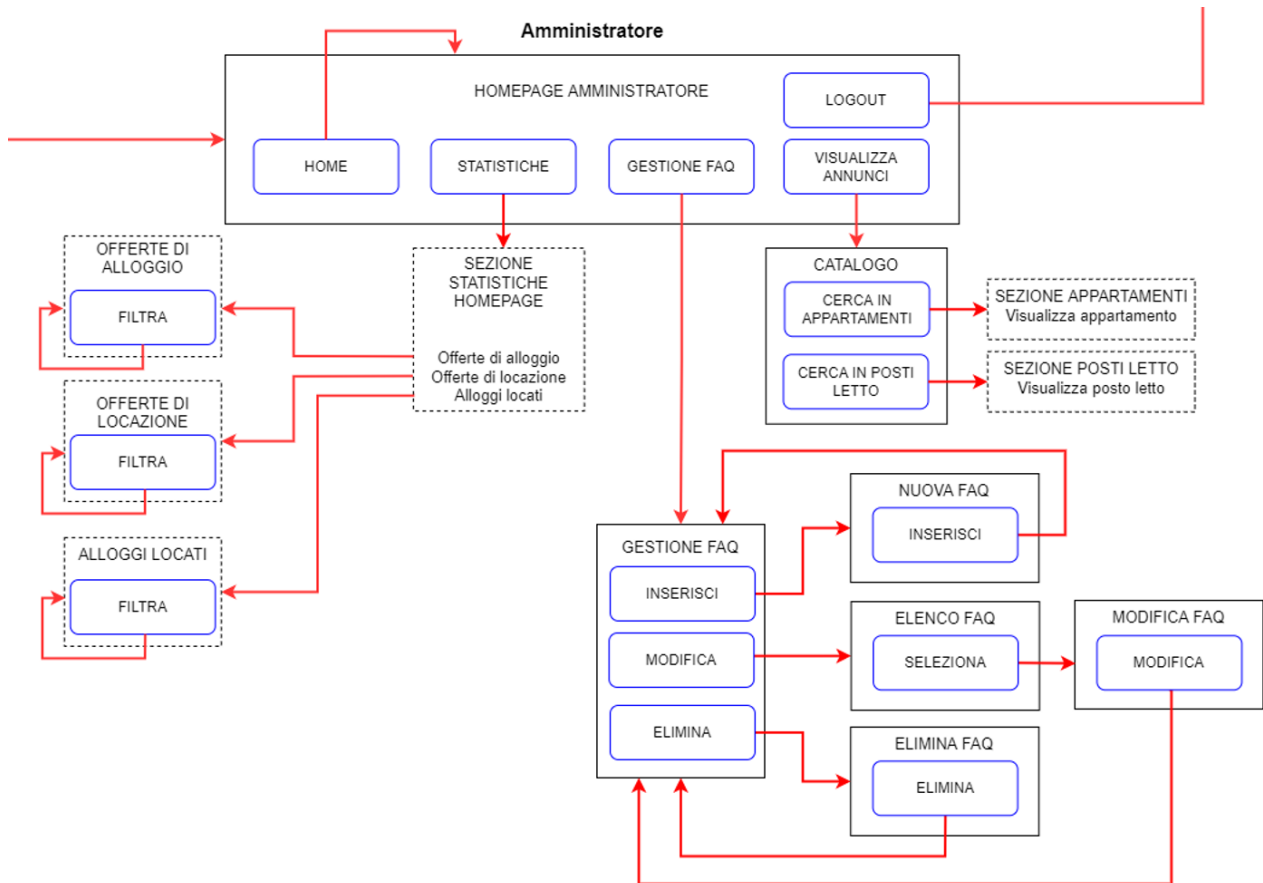 Amministratore
HOMEPAGE AMMINISTRATORE
LOGOUT
HOME
STATISTICHE
GESTIONE FAQ
VISUALIZZA
ANNUNCI
OFFERTE DI
ALLOGGIO
FILTRA
SEZIONE
STATISTICHE
HOMEPAGE
Offerte di alloggio
Offerte di locazione
Alloggi locati
CATALOGO
CERCA IN
APPARTAMENTI
SEZIONE APPARTAMENTI
Visualizza appartamento
CERCA IN POSTI
LETTO
SEZIONE POSTI LETTO
Visualizza posto letto
OFFERTE DI
LOCAZIONE
FILTRA
ALLOGGI LOCATI
FILTRA
GESTIONE FAQ
INSERISCI
MODIFICA
ELIMINA
NUOVA FAQ
INSERISCI
ELENCO FAQ
SELEZIONA
MODIFICA FAQ
MODIFICA
ELIMINA FAQ
ELIMINA